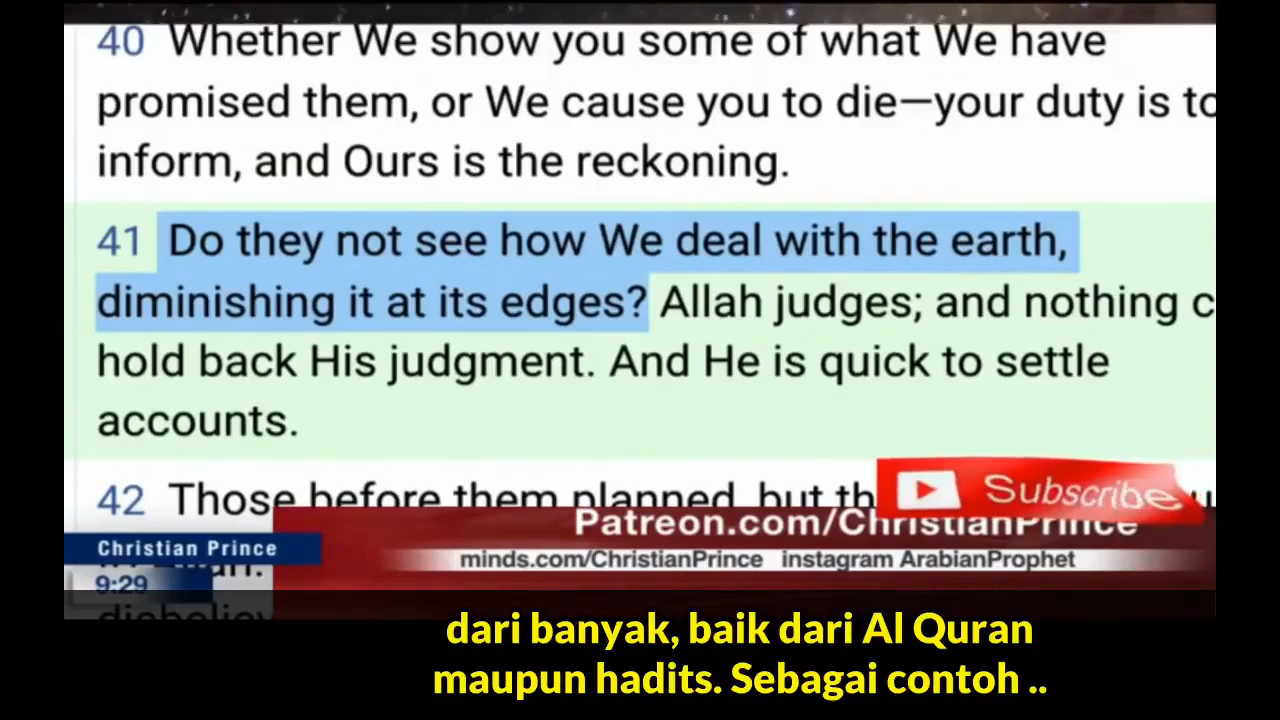 40 Whether We show you some of what We have
promised them, or We cause you to die—your duty is to
inform, and Ours is the reckoning.
41 Do they not see how We deal with the earth,
diminishing it at its edges? Allah judges; and nothing c
hold back His judgment. And He is quick to settle
accounts.
42 Those before them planned, but th
Subscribe
Patreon.com/ChristianPrince
Christian Prince
minds.com/ChristianPrince instagram ArabianProphet
9:29
dari banyak, baik dari Al Quran
maupun hadits. Sebagai contoh ..